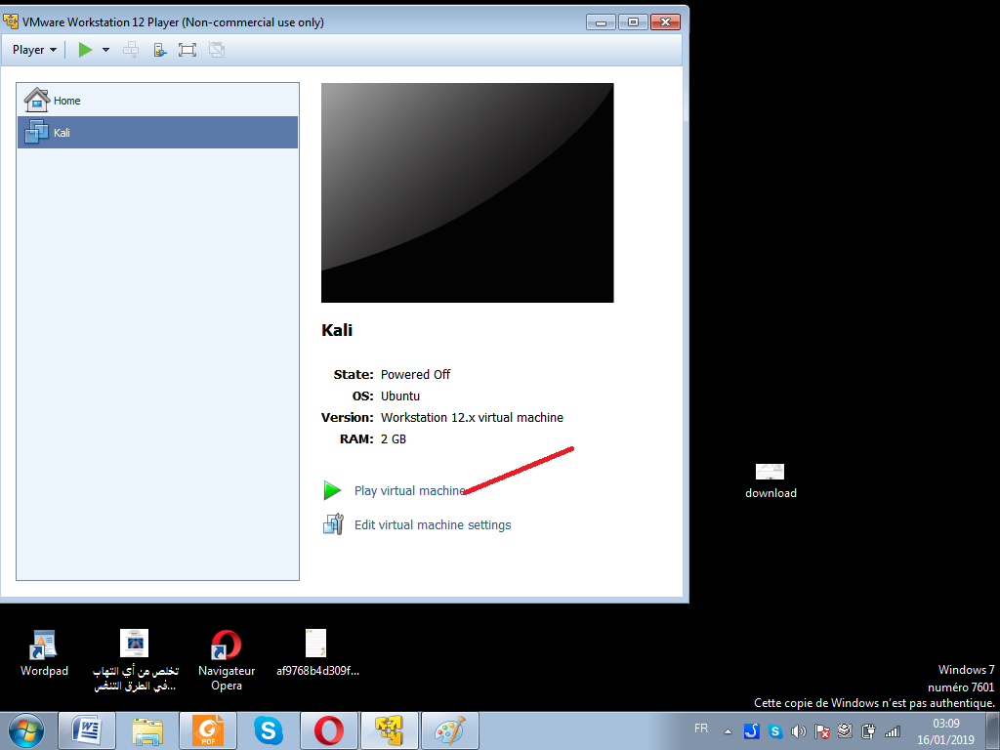 VMware Workstation 12 Player (Non-commercial use only)
Player
Home
Kali
Kali
State: Powered Off
OS: Ubuntu
Version: Workstation 12.x virtual machine
RAM: 2 GB
Play virtual machine
Edit virtual machine settings
download
Wordpad
تخلص من أي التهاب
في الطرق التنفس...
Navigateur
Opera
af9768b4d309f...
Windows 7
numéro 7601
Cette copie de Windows n'est pas authentique.
PDF
FR
03:09
16/01/2019